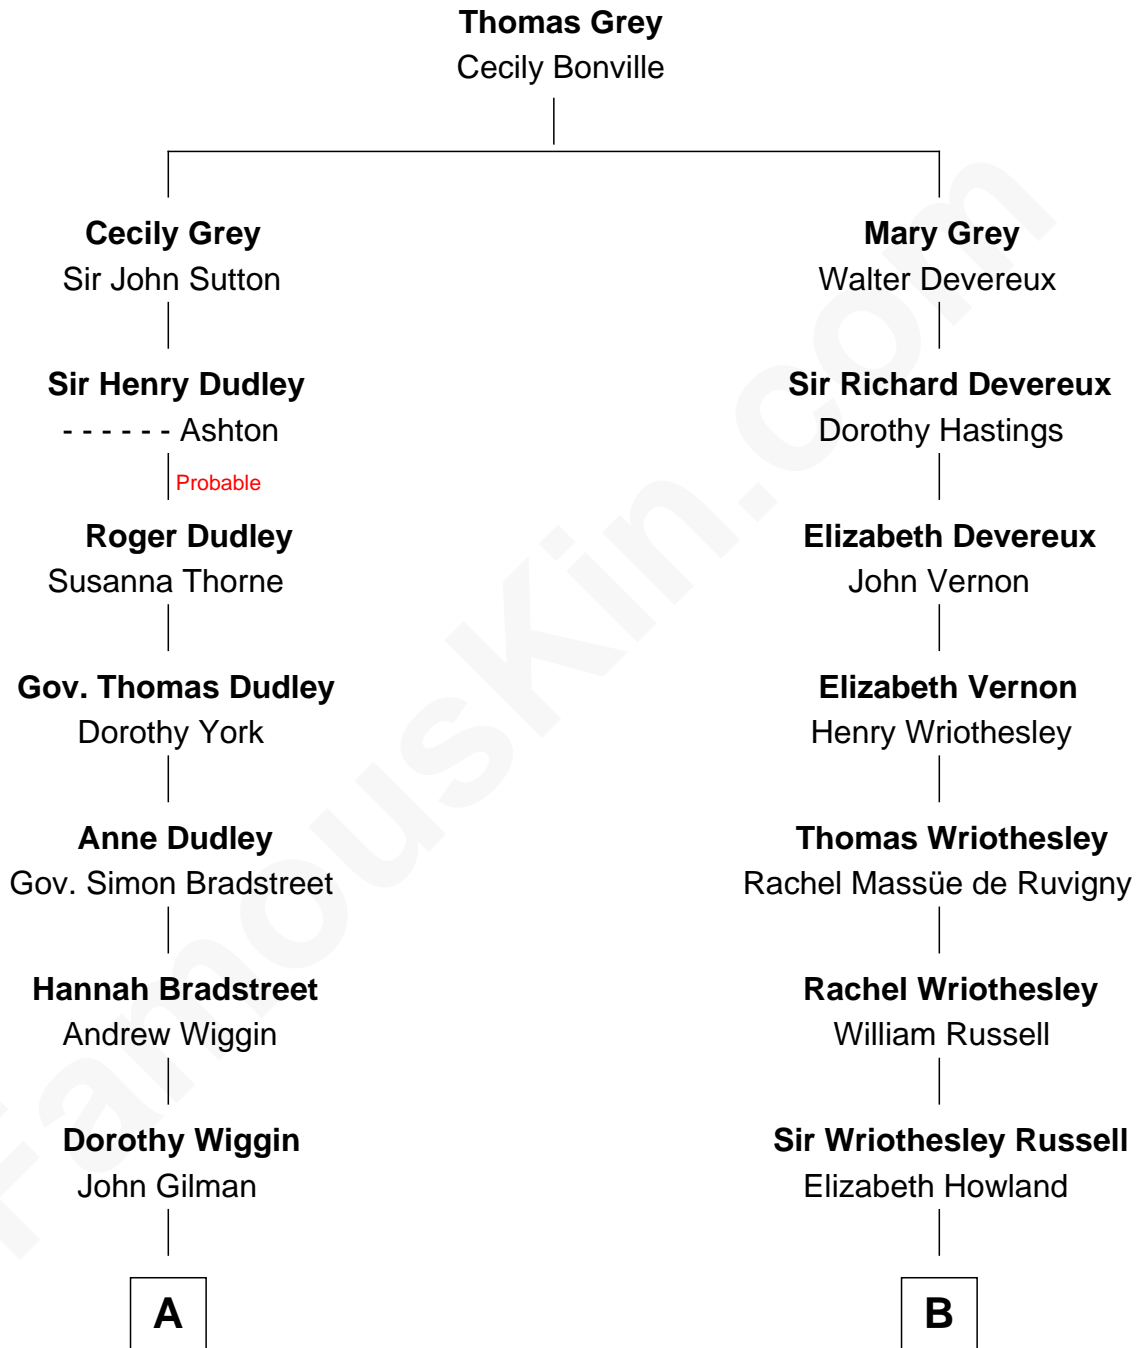 Thomas Grey
Cecily Bonville
Cecily Grey
Sir John Sutton
Mary Grey
Walter Devereux
Sir Henry Dudley
- - - - - - Ashton
Sir Richard Devereux
Dorothy Hastings
Probable
Roger Dudley
Susanna Thorne
Elizabeth Devereux
John Vernon
Gov. Thomas Dudley
Dorothy York
Elizabeth Vernon
Henry Wriothesley
Anne Dudley
Gov. Simon Bradstreet
Thomas Wriothesley
Rachel Massüe de Ruvigny
Hannah Bradstreet
Andrew Wiggin
Rachel Wriothesley
William Russell
Dorothy Wiggin
John Gilman
Sir Wriothesley Russell
Elizabeth Howland
A
B
FamousKin.com